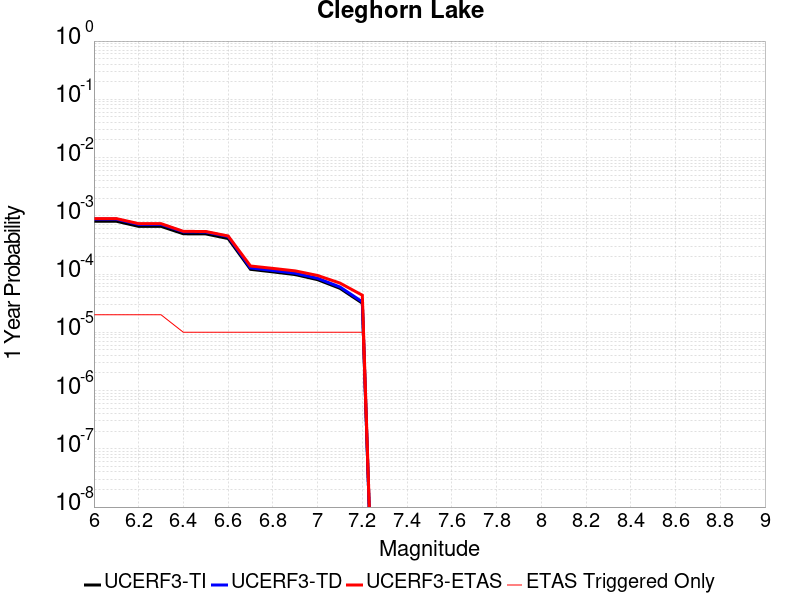 Cleghorn Lake
10^0
10^-1
10^-2
10^-3
10^-4
10^-5
10^-6
10^-7
10^-8
1 Year Probability
6 6.2 6.4 6.6 6.8 7 7.2 7.4 7.6 7.8 8 8.2 8.4 8.6 8.8 9
Magnitude
UCERF3-TI UCERF3-TD UCERF3-ETAS ETAS Triggered Only